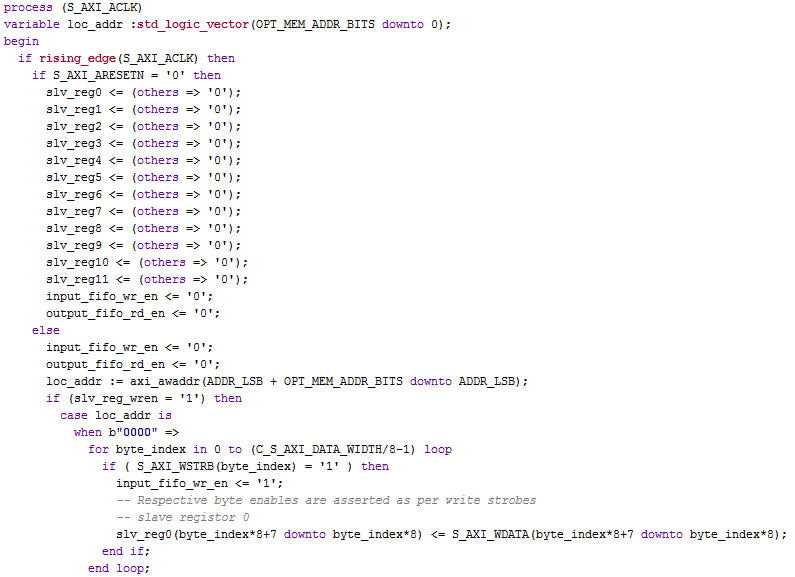 process (S_AXI_ACLK)
variable loc_addr :std_logic_vector(OPT_MEM_ADDR_BITS downto 0);
begin
  if rising_edge(S_AXI_ACLK) then
    if S_AXI_ARESETN = '0' then
      slv_reg0 <= (others => '0');
      slv_reg1 <= (others => '0');
      slv_reg2 <= (others => '0');
      slv_reg3 <= (others => '0');
      slv_reg4 <= (others => '0');
      slv_reg5 <= (others => '0');
      slv_reg6 <= (others => '0');
      slv_reg7 <= (others => '0');
      slv_reg8 <= (others => '0');
      slv_reg9 <= (others => '0');
      slv_reg10 <= (others => '0');
      slv_reg11 <= (others => '0');
      input_fifo_wr_en <= '0';
      output_fifo_rd_en <= '0';
    else
      input_fifo_wr_en <= '0';
      output_fifo_rd_en <= '0';
      loc_addr := axi_awaddr(ADDR_LSB + OPT_MEM_ADDR_BITS downto ADDR_LSB);
      if (slv_reg_wren = '1') then
        case loc_addr is
          when b"0000" =>
            for byte_index in 0 to (C_S_AXI_DATA_WIDTH/8-1) loop
              if ( S_AXI_WSTRB(byte_index) = '1' ) then
                input_fifo_wr_en <= '1';
                -- Respective byte enables are asserted as per write strobes
                -- slave registor 0
                slv_reg0(byte_index*8+7 downto byte_index*8) <= S_AXI_WDATA(byte_index*8+7 downto byte_index*8);
              end if;
            end loop;